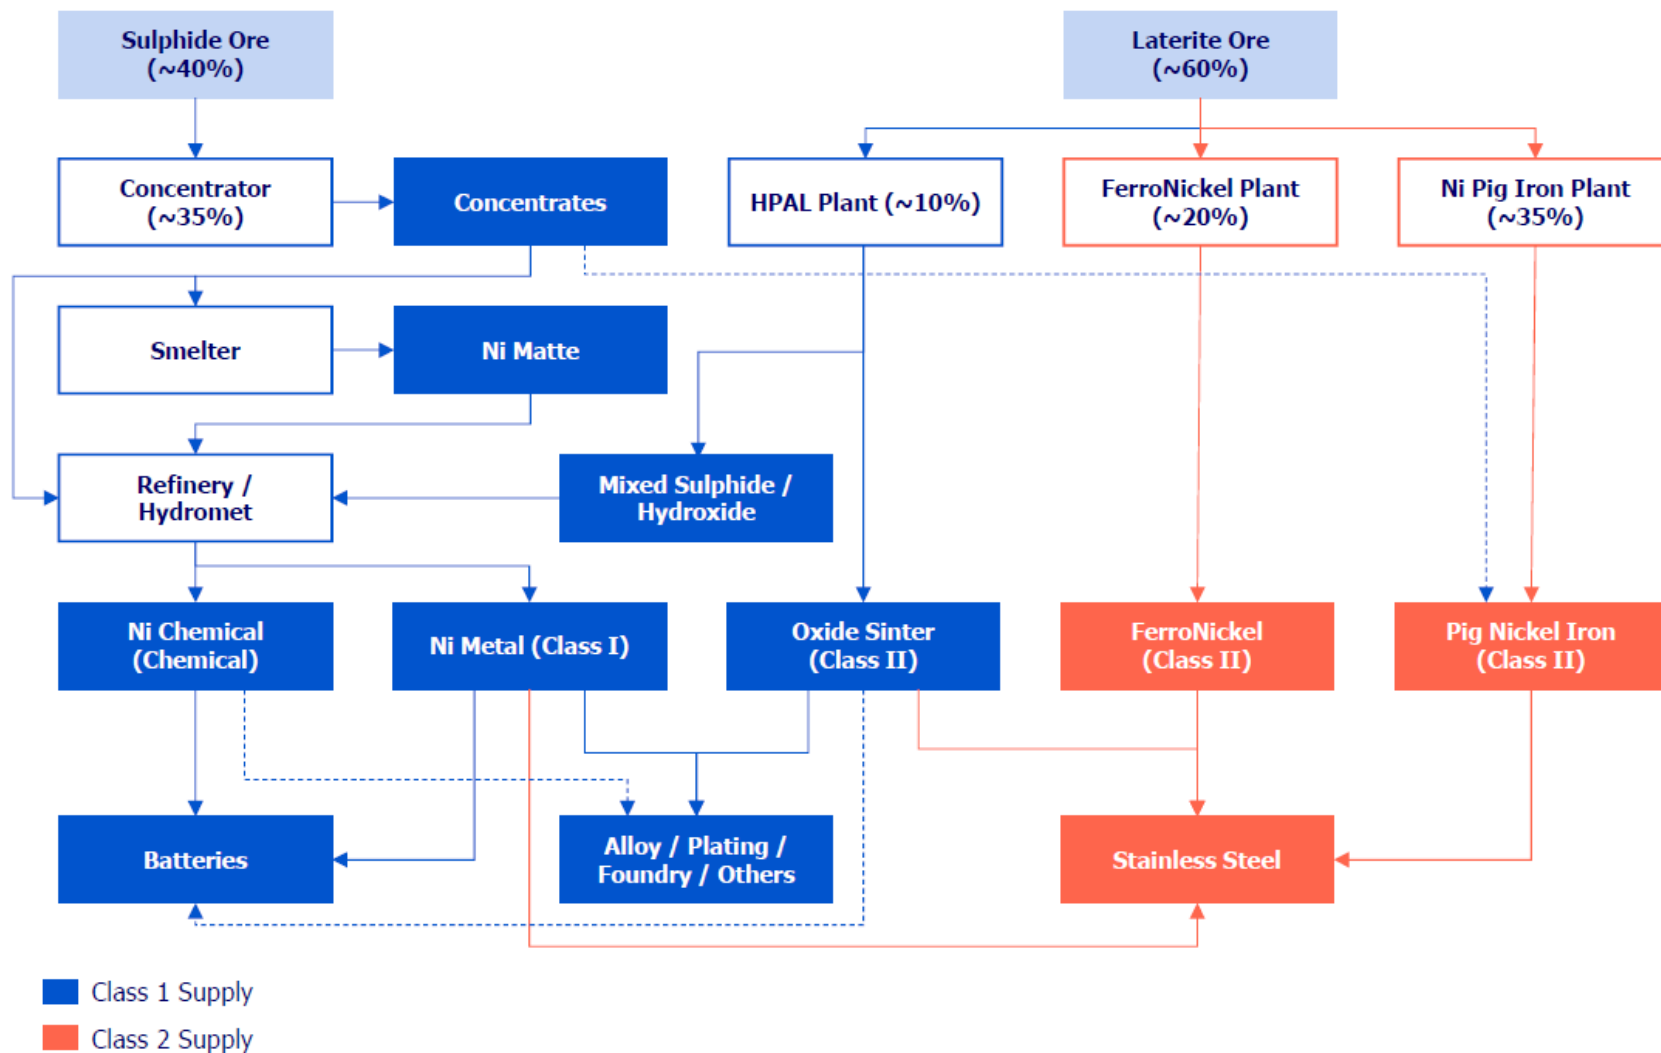 Sulphide Ore
(~40%)
Laterite Ore
(~60%)
Concentrator
(~35%)
Concentrates
HPAL Plant (~10%)
FerroNickel Plant
(~20%)
Ni Pig Iron Plant
(~35%)
Smelter
Ni Matte
Refinery /
Hydromet
Mixed Sulphide /
Hydroxide
Ni Chemical
(Chemical)
Ni Metal (Class I)
Oxide Sinter
(Class II)
FerroNickel
(Class II)
Pig Nickel Iron
(Class II)
Batteries
Alloy / Plating /
Foundry / Others
Stainless Steel
Class 1 Supply
Class 2 Supply